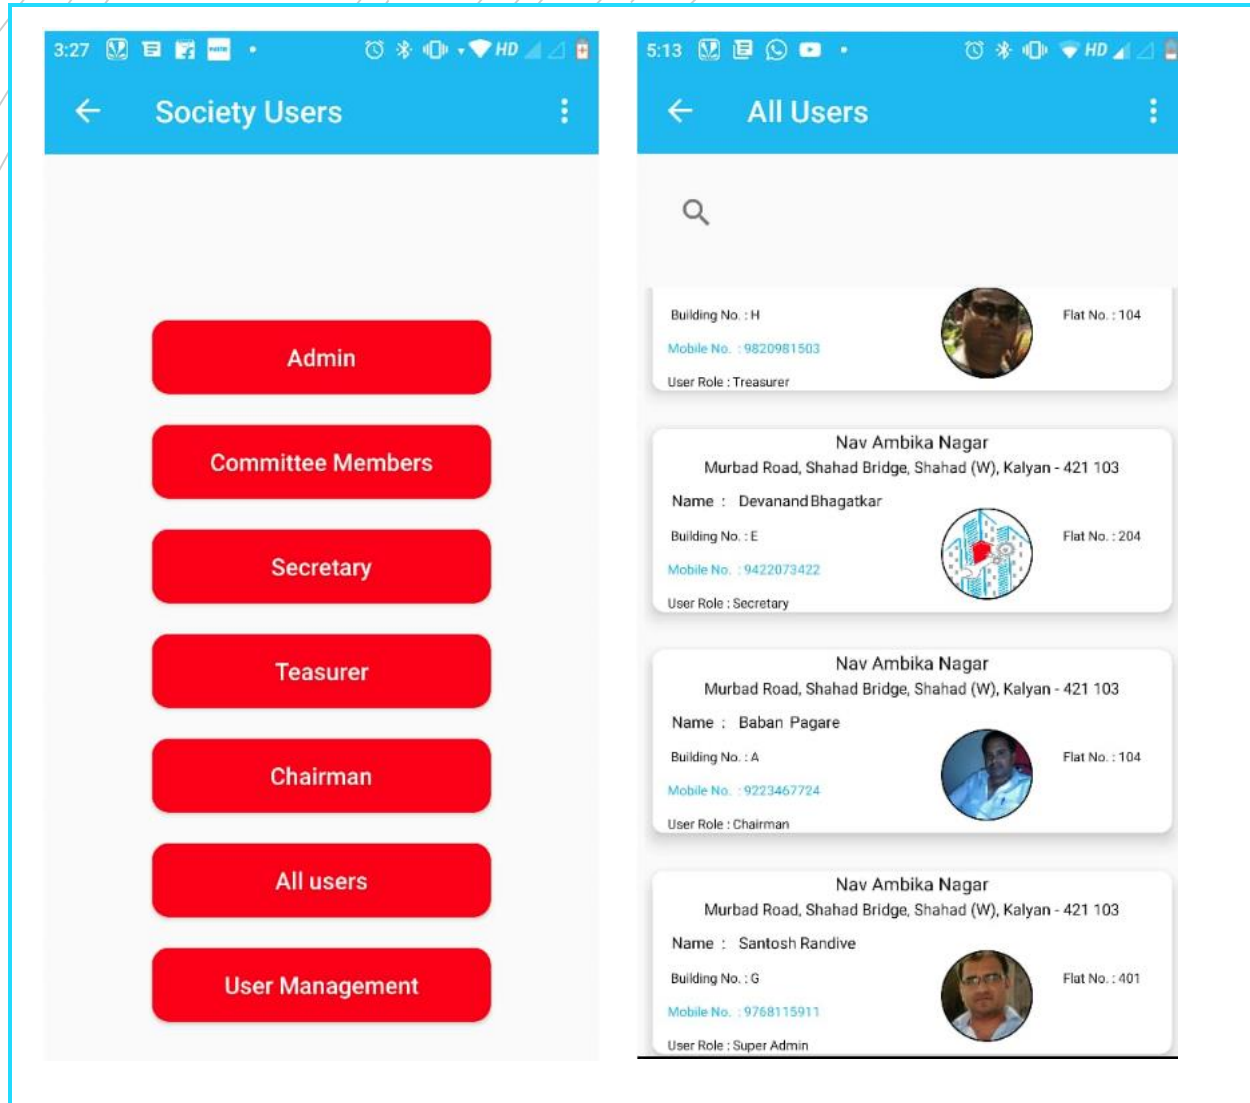 3:27
HD
Society Users
Admin
Committee Members
Secretary
Teasurer
Chairman
All users
User Management
5:13
HD
All Users
Building No. : H
Flat No. : 104
Mobile No. : 9820981503
User Role : Treasurer
Nav Ambika Nagar
Murbad Road, Shahad Bridge, Shahad (W), Kalyan - 421 103
Name : Devanand Bhagatkar
Building No. : E
Flat No. : 204
Mobile No. : 9422073422
User Role : Secretary
Nav Ambika Nagar
Murbad Road, Shahad Bridge, Shahad (W), Kalyan - 421 103
Name : Baban Pagare
Building No. : A
Flat No. : 104
Mobile No. : 9223467724
User Role : Chairman
Nav Ambika Nagar
Murbad Road, Shahad Bridge, Shahad (W), Kalyan - 421 103
Name : Santosh Randive
Building No. : G
Flat No. : 401
Mobile No. : 9768115911
User Role : Super Admin